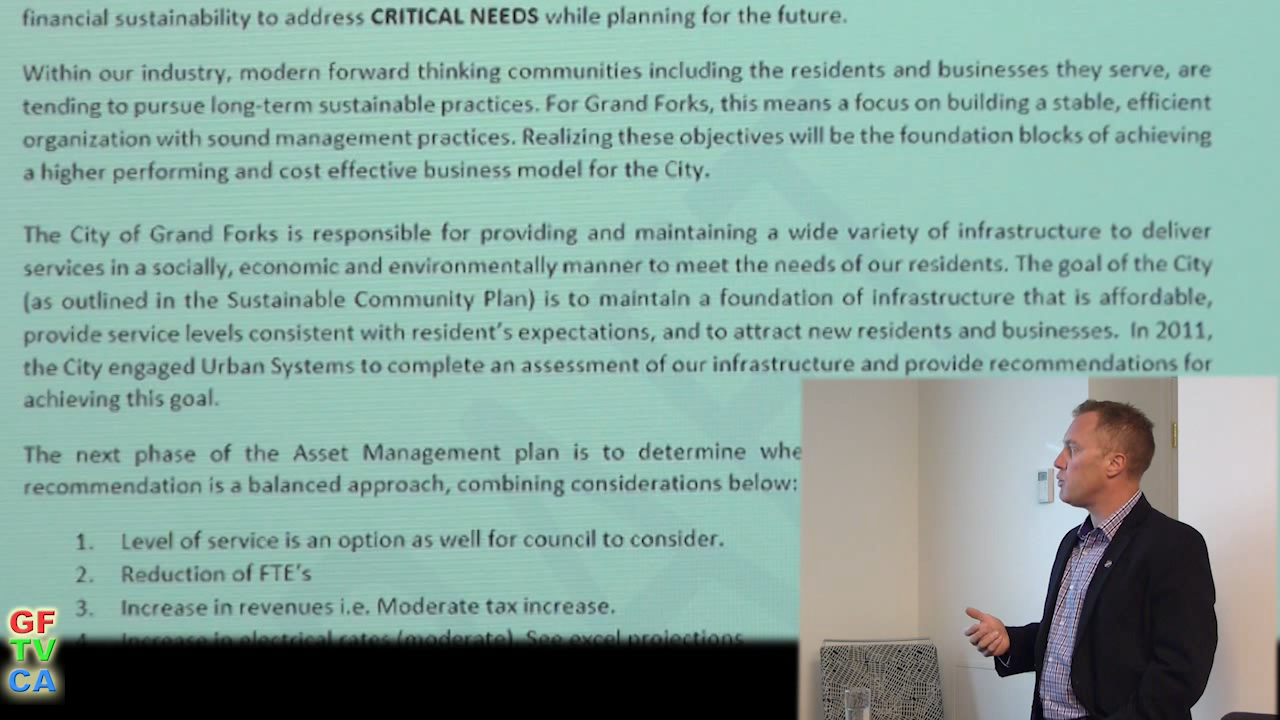 financial sustainability to address CRITICAL NEEDS while planning for the future.
Within our industry, modern forward thinking communities including the residents and businesses they serve, are
tending to pursue long-term sustainable practices. For Grand Forks, this means a focus on building a stable, efficient
organization with sound management practices. Realizing these objectives will be the foundation blocks of achieving
a higher performing and cost effective business model for the City.
The City of Grand Forks is responsible for providing and maintaining a wide variety of infrastructure to deliver
services in a socially, economic and environmentally manner to meet the needs of our residents. The goal of the City
(as outlined in the Sustainable Community Plan) is to maintain a foundation of infrastructure that is affordable,
provide service levels consistent with resident's expectations, and to attract new residents and businesses. In 2011,
the City engaged Urban Systems to complete an assessment of our infrastructure and provide recommendations for
achieving this goal.
The next phase of the Asset Management plan is to determine whe
recommendation is a balanced approach, combining considerations below:
1. Level of service is an option as well for council to consider.
2. Reduction of FTE's
3. Increase in revenues i.e. Moderate tax increase.
4. Increase in electrical rates (moderate). See excel projection
GF
TV
CA